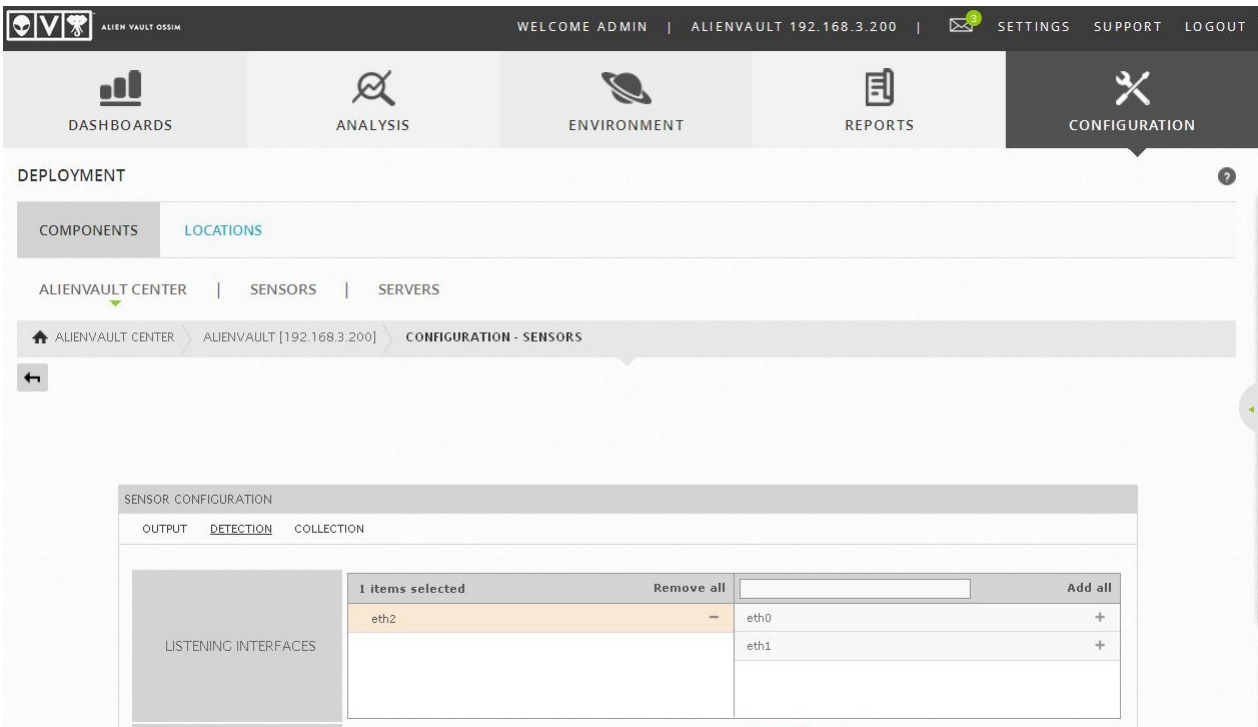 V ALIEN VAULT OSSIM
WELCOME ADMIN | ALIENVAULT 192.168.3.200 | 3 SETTINGS SUPPORT LOGOUT
DASHBOARDS ANALYSIS ENVIRONMENT REPORTS CONFIGURATION
DEPLOYMENT ?
COMPONENTS LOCATIONS
ALIENVAULT CENTER | SENSORS | SERVERS
ALIENVAULT CENTER ALIENVAULT [192.168.3.200] CONFIGURATION - SENSORS
SENSOR CONFIGURATION
OUTPUT DETECTION COLLECTION
LISTENING INTERFACES
1 items selected Remove all Add all
eth2 −
eth0 +
eth1 +